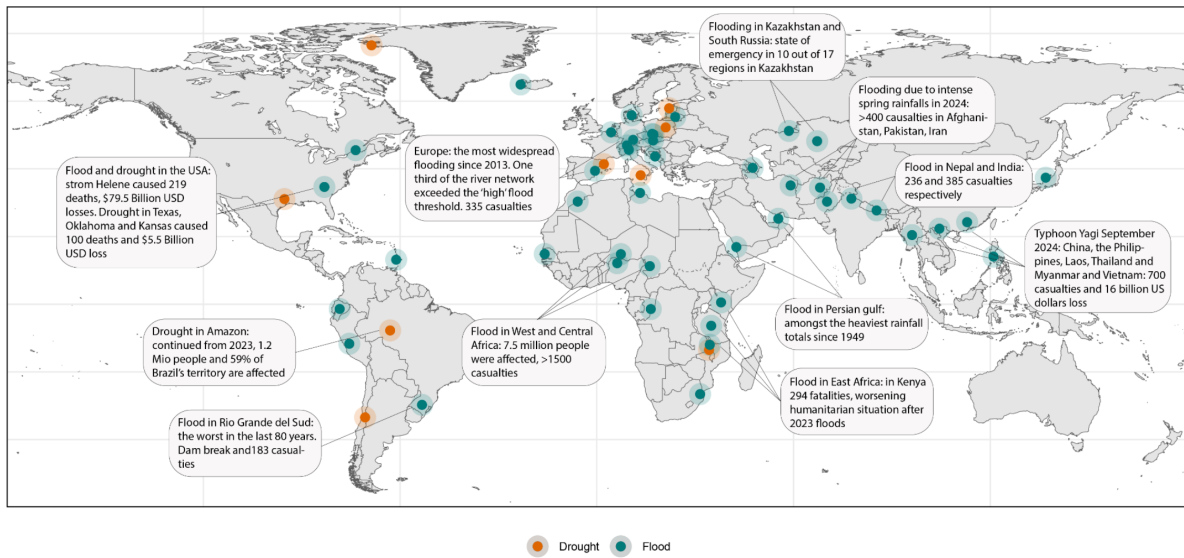 Flooding in Kazakhstan and
South Russia: state of
emergency in 10 out of 17
regions in Kazakhstan
Flooding due to intense
spring rainfalls in 2024:
>400 causalties in Afghani-
stan, Pakistan, Iran
Europe: the most widespread
flooding since 2013. One
third of the river network
exceeded the ‘high’ flood
threshold. 335 casualties
Flood and drought in the USA:
strom Helene caused 219
deaths, $79.5 Billion USD
losses. Drought in Texas,
Oklahoma and Kansas caused
100 deaths and $5.5 Billion
USD loss
Flood in Nepal and India:
236 and 385 casualties
respectively
Typhoon Yagi September
2024: China, the Philip-
pines, Laos, Thailand and
Myanmar and Vietnam: 700
casualties and 16 billion US
dollars loss
Flood in Persian gulf:
amongst the heaviest rainfall
totals since 1949
Drought in Amazon:
continued from 2023, 1.2
Mio people and 59% of
Brazil's territory are affected
Flood in West and Central
Africa: 7.5 million people
were affected, >1500
casualties
Flood in East Africa: in Kenya
294 fatalities, worsening
humanitarian situation after
2023 floods
Flood in Rio Grande del Sud:
the worst in the last 80 years.
Dam break and183 casual-
ties
Drought
Flood